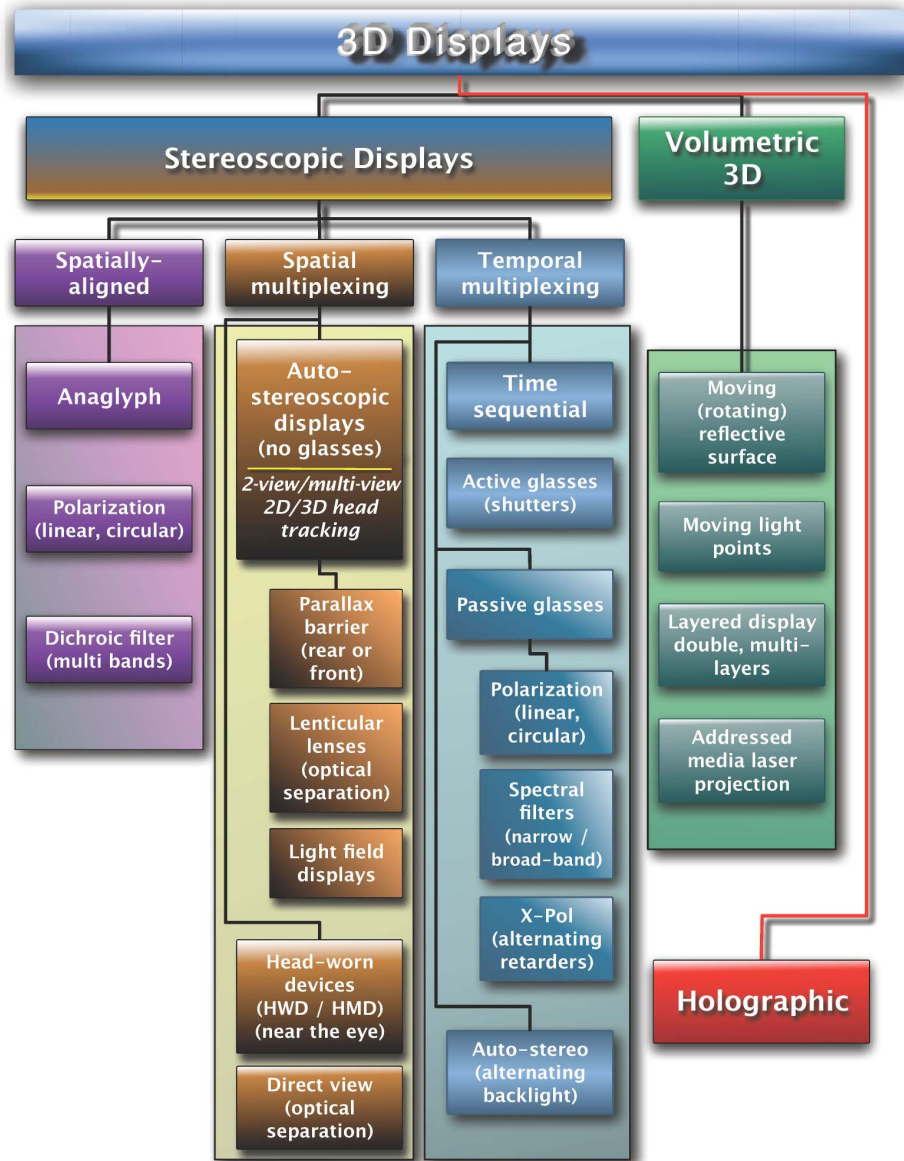 3D Displays
Stereoscopic Displays
Volumetric
3D
Spatially-
aligned
Anaglyph
Polarization
(linear, circular)
Dichroic filter
(multi bands)
Spatial
multiplexing
Auto-
stereoscopic
displays
(no glasses)
2-view/multi-view
2D/3D head
tracking
Parallax
barrier
(rear or
front)
Lenticular
lenses
(optical
separation)
Light field
displays
Head-worn
devices
(HWD / HMD)
(near the eye)
Direct view
(optical
separation)
Temporal
multiplexing
Time
sequential
Active glasses
(shutters)
Passive glasses
Polarization
(linear,
circular)
Spectral
filters
(narrow /
broad-band)
X-Pol
(alternating
retarders)
Auto-stereo
(alternating
backlight)
Moving
(rotating)
reflective
surface
Moving light
points
Layered display
double, multi-
layers
Addressed
media laser
projection
Holographic